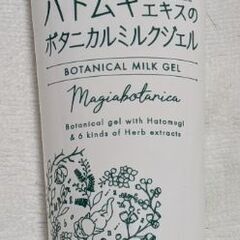 ハトムギエキスの
ボタニカルミルクジェル
BOTANICAL MILK GEL
Magiabotanica
Botanical gel with Hatomugi
& 6 kinds of Herb extracts